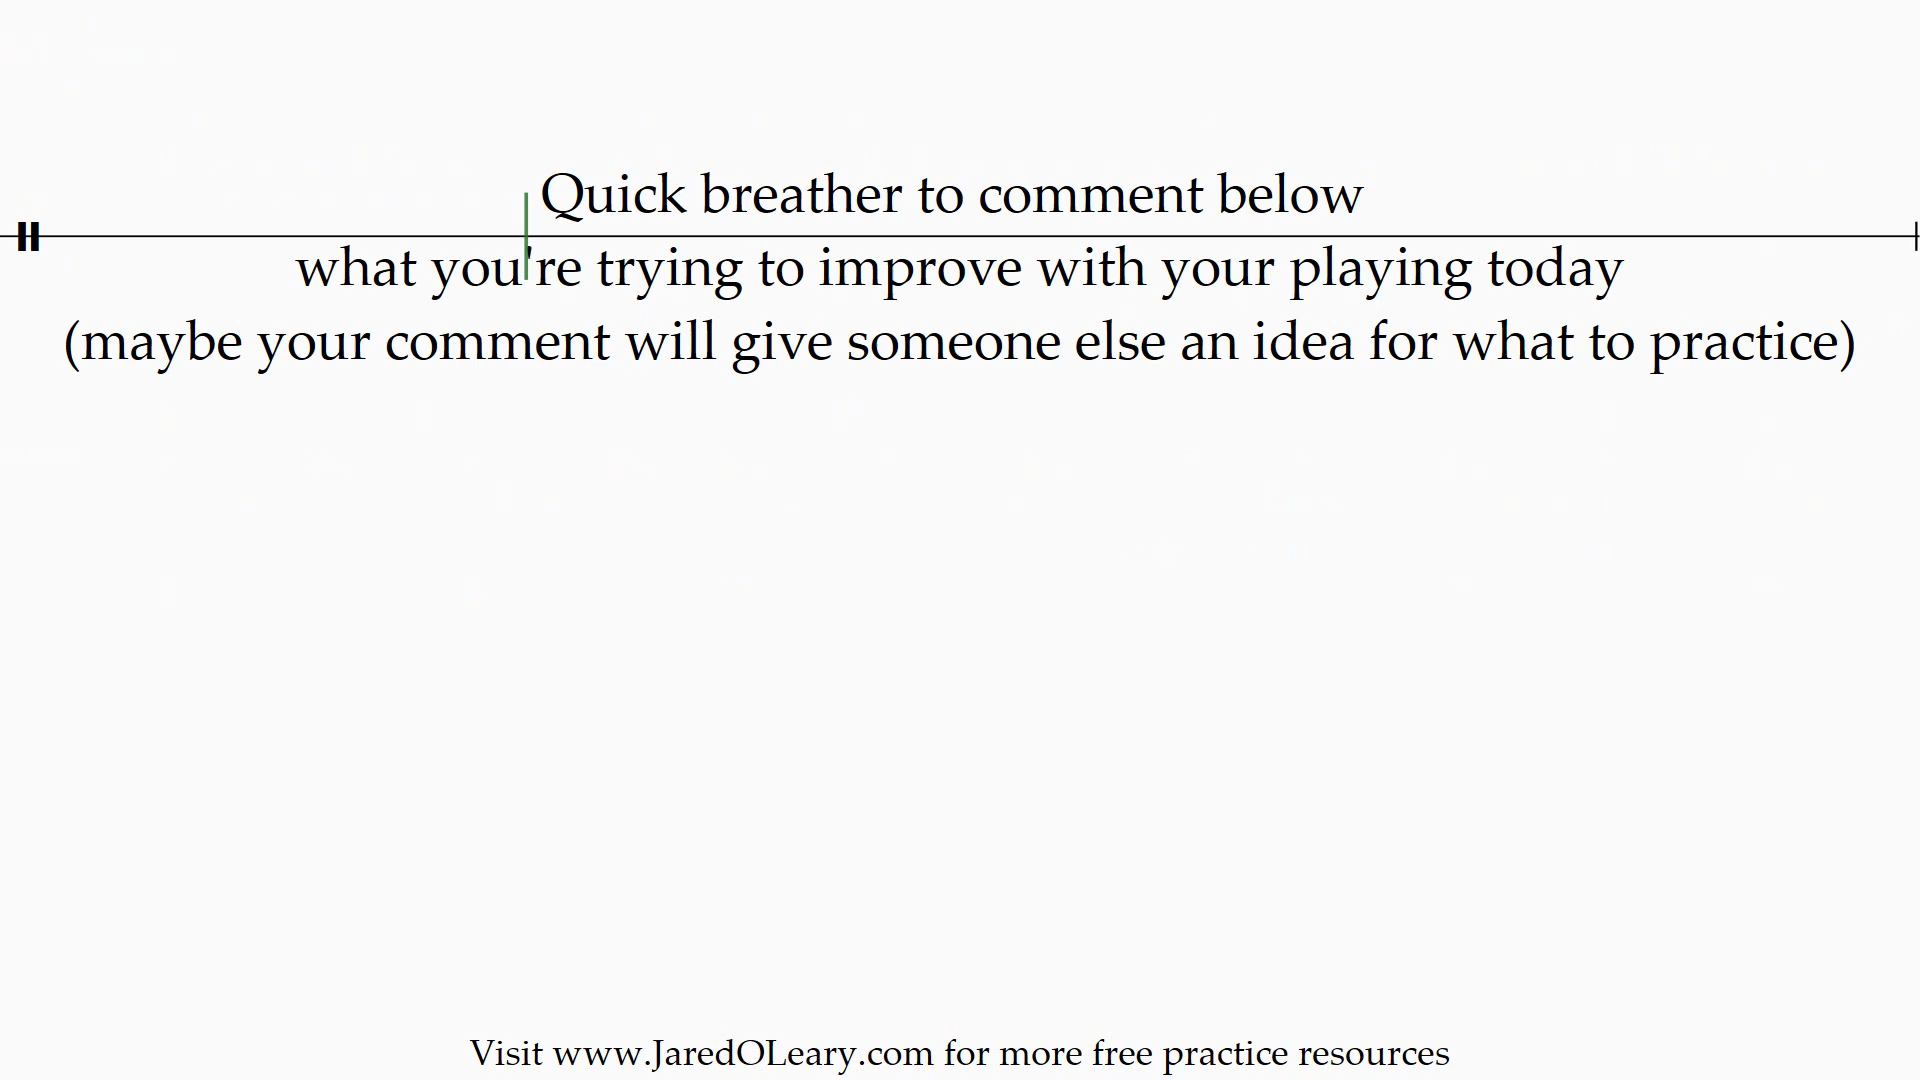 Quick breather to comment below
what you're trying to improve with your playing today
(maybe your comment will give someone else an idea for what to practice)
Visit www.JaredOLeary.com for more free practice resources